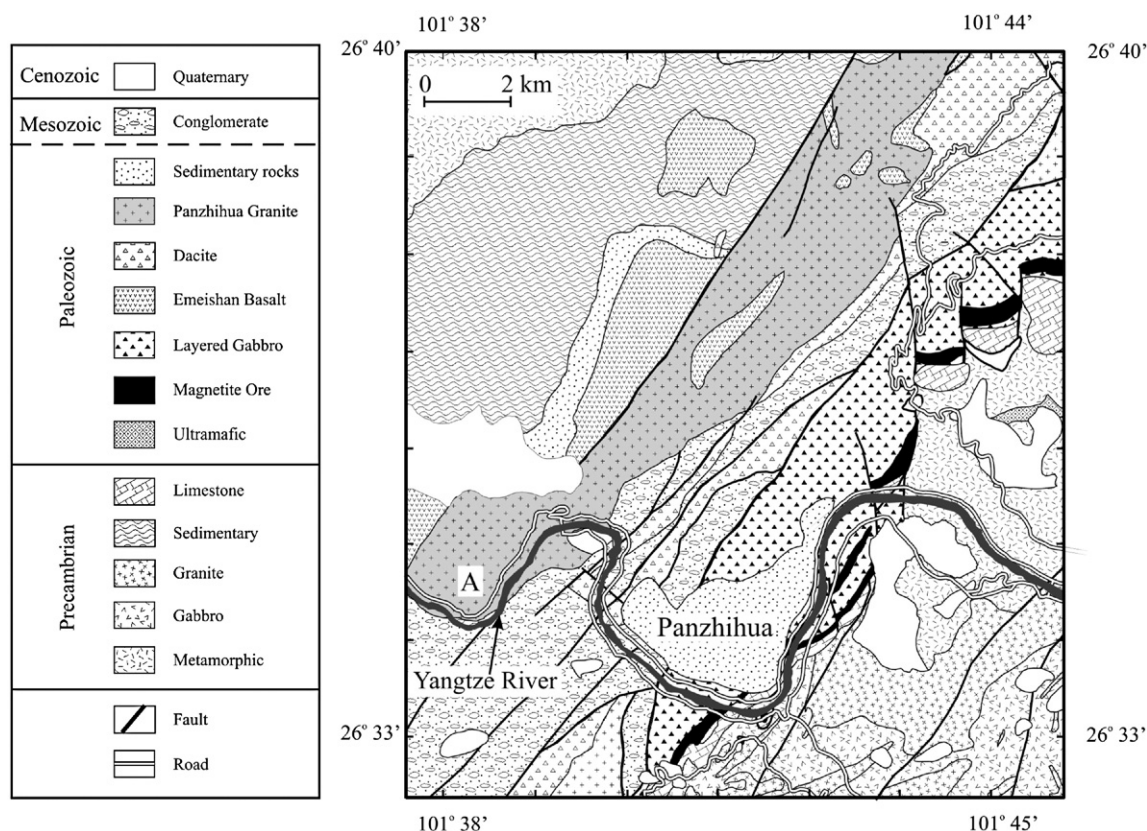 Cenozoic
Quaternary
Mesozoic
Conglomerate
Paleozoic
Sedimentary rocks
Panzhihua Granite
Dacite
Emeishan Basalt
Layered Gabbro
Magnetite Ore
Ultramafic
Precambrian
Limestone
Sedimentary
Granite
Gabbro
Metamorphic
Fault
Road
101° 38’
101° 44’
26° 40’
26° 40’
0 2 km
A
Panzhihua
Yangtze River
26° 33’
26° 33’
101° 38’
101° 45’